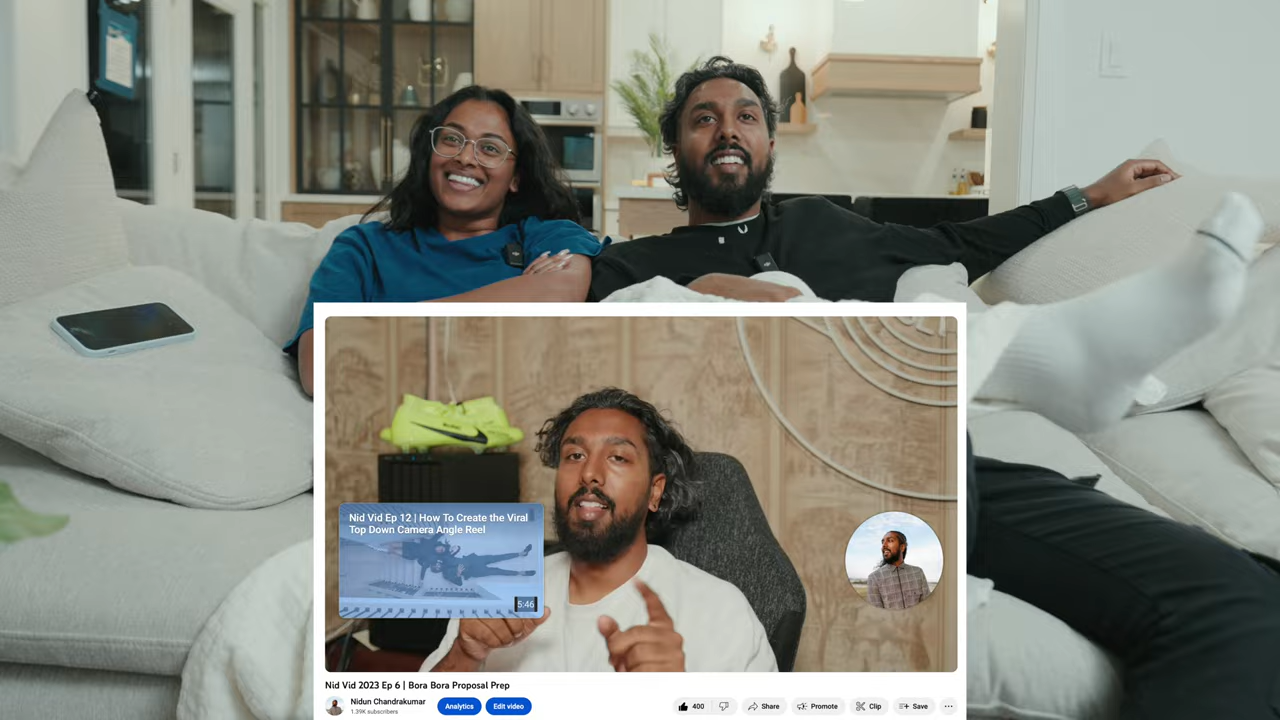 Nid Vid Ep 12 | How To Create the Viral
Top Down Camera Angle Reel
5:46
Nid Vid 2023 Ep 6 | Bora Bora Proposal Prep
Nidun Chandrakumar
1.39K subscribers
Analytics
Edit video
400
Share
Promote
Clip
Save